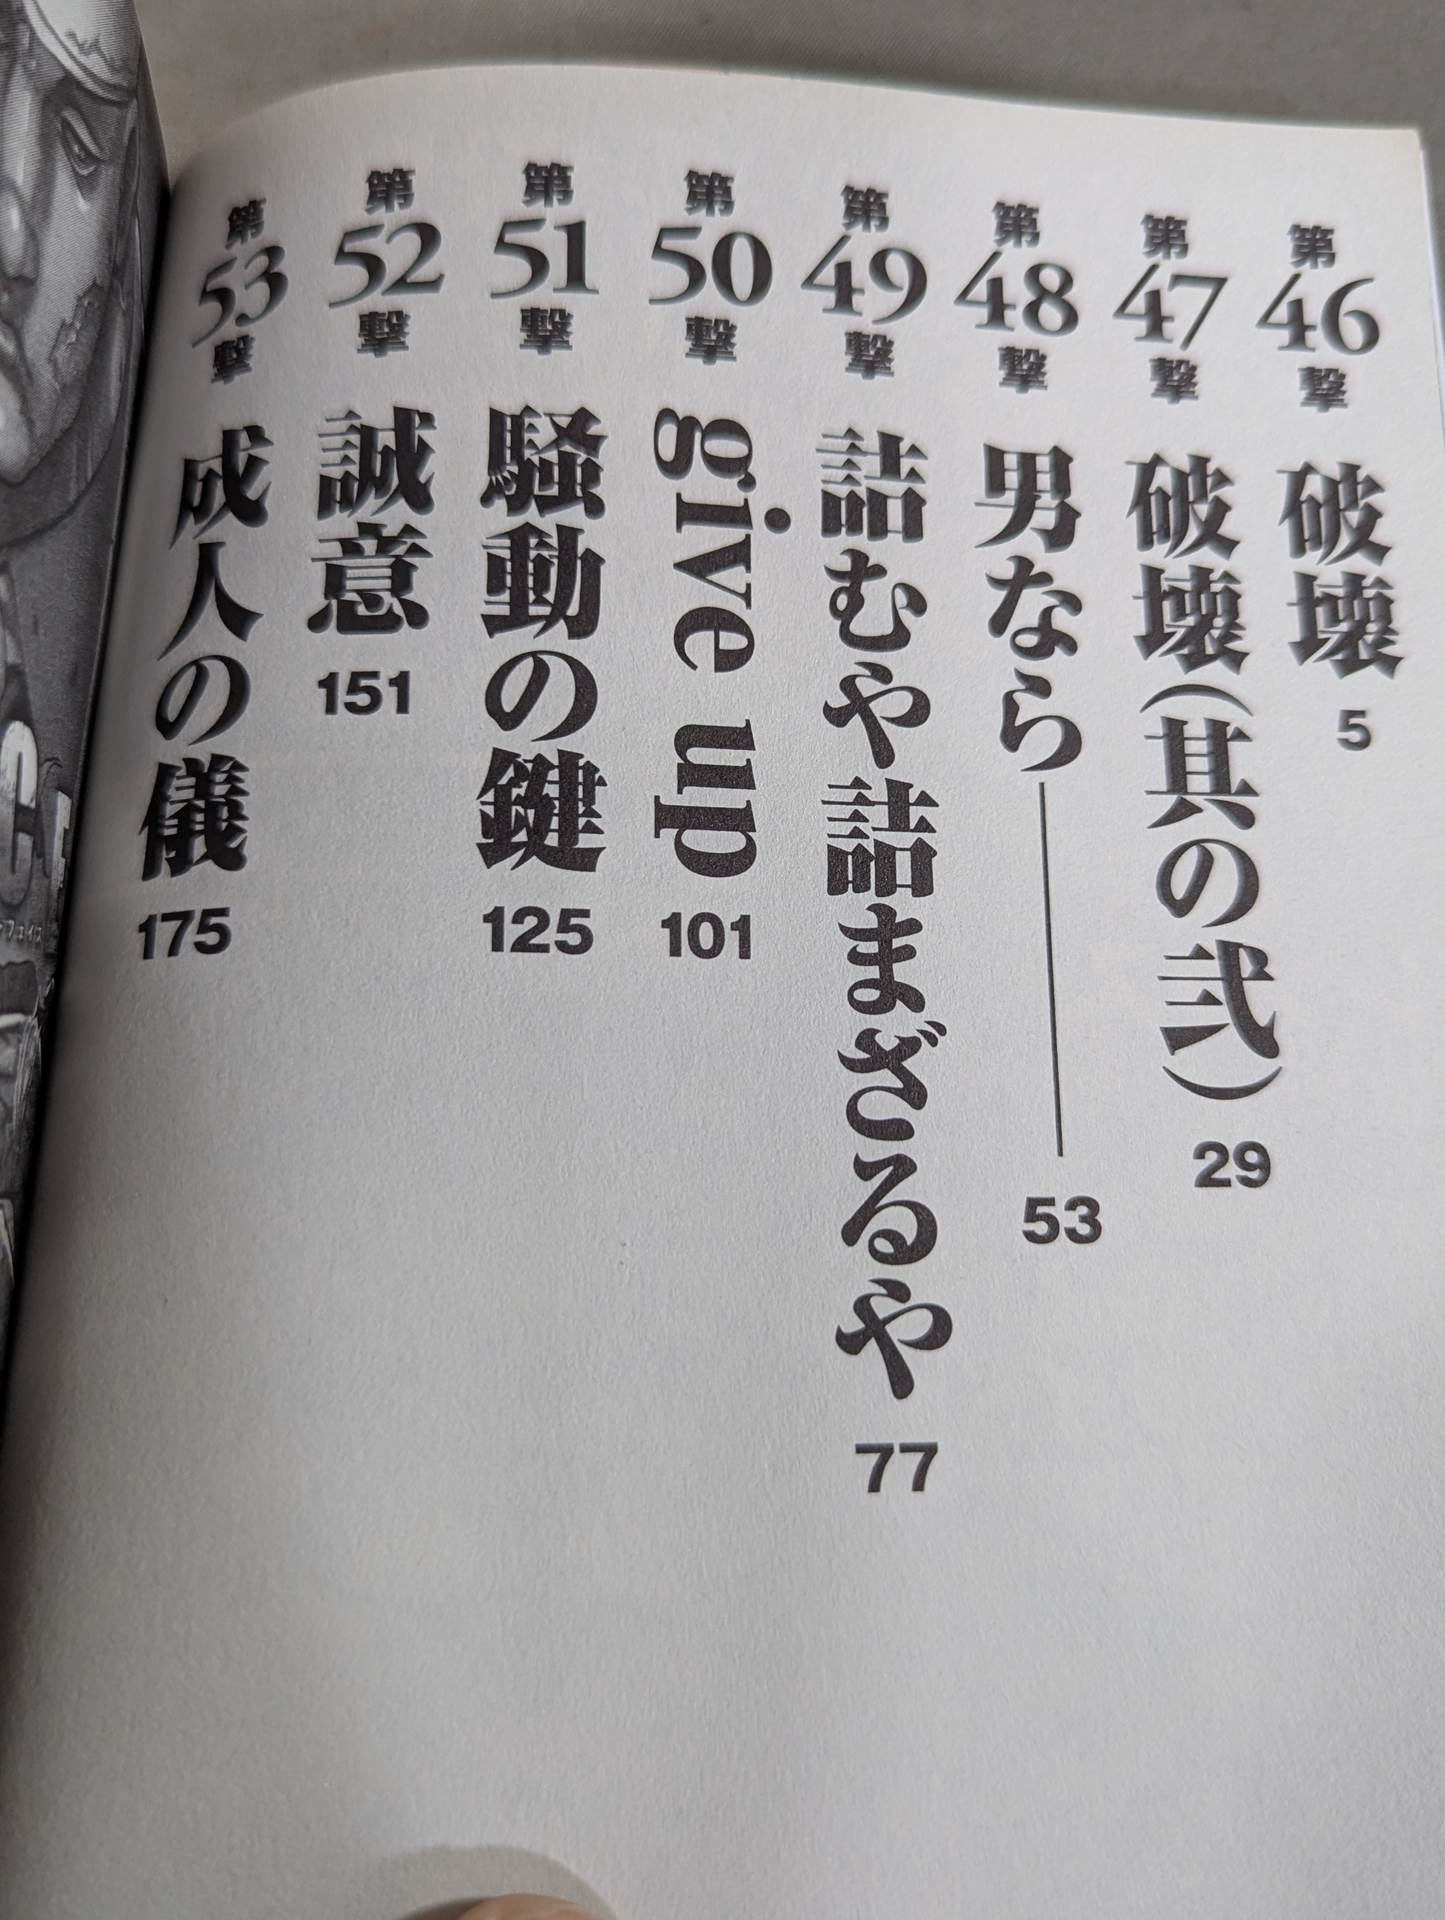 第46撃 破壊 5
第47撃 破壊(其の弐) 29
第48撃 男なら── 53
第49撃 詰むや詰まざるや 77
第50撃 give up 101
第51撃 騒動の鍵 125
第52撃 誠意 151
第53撃 成人の儀 175